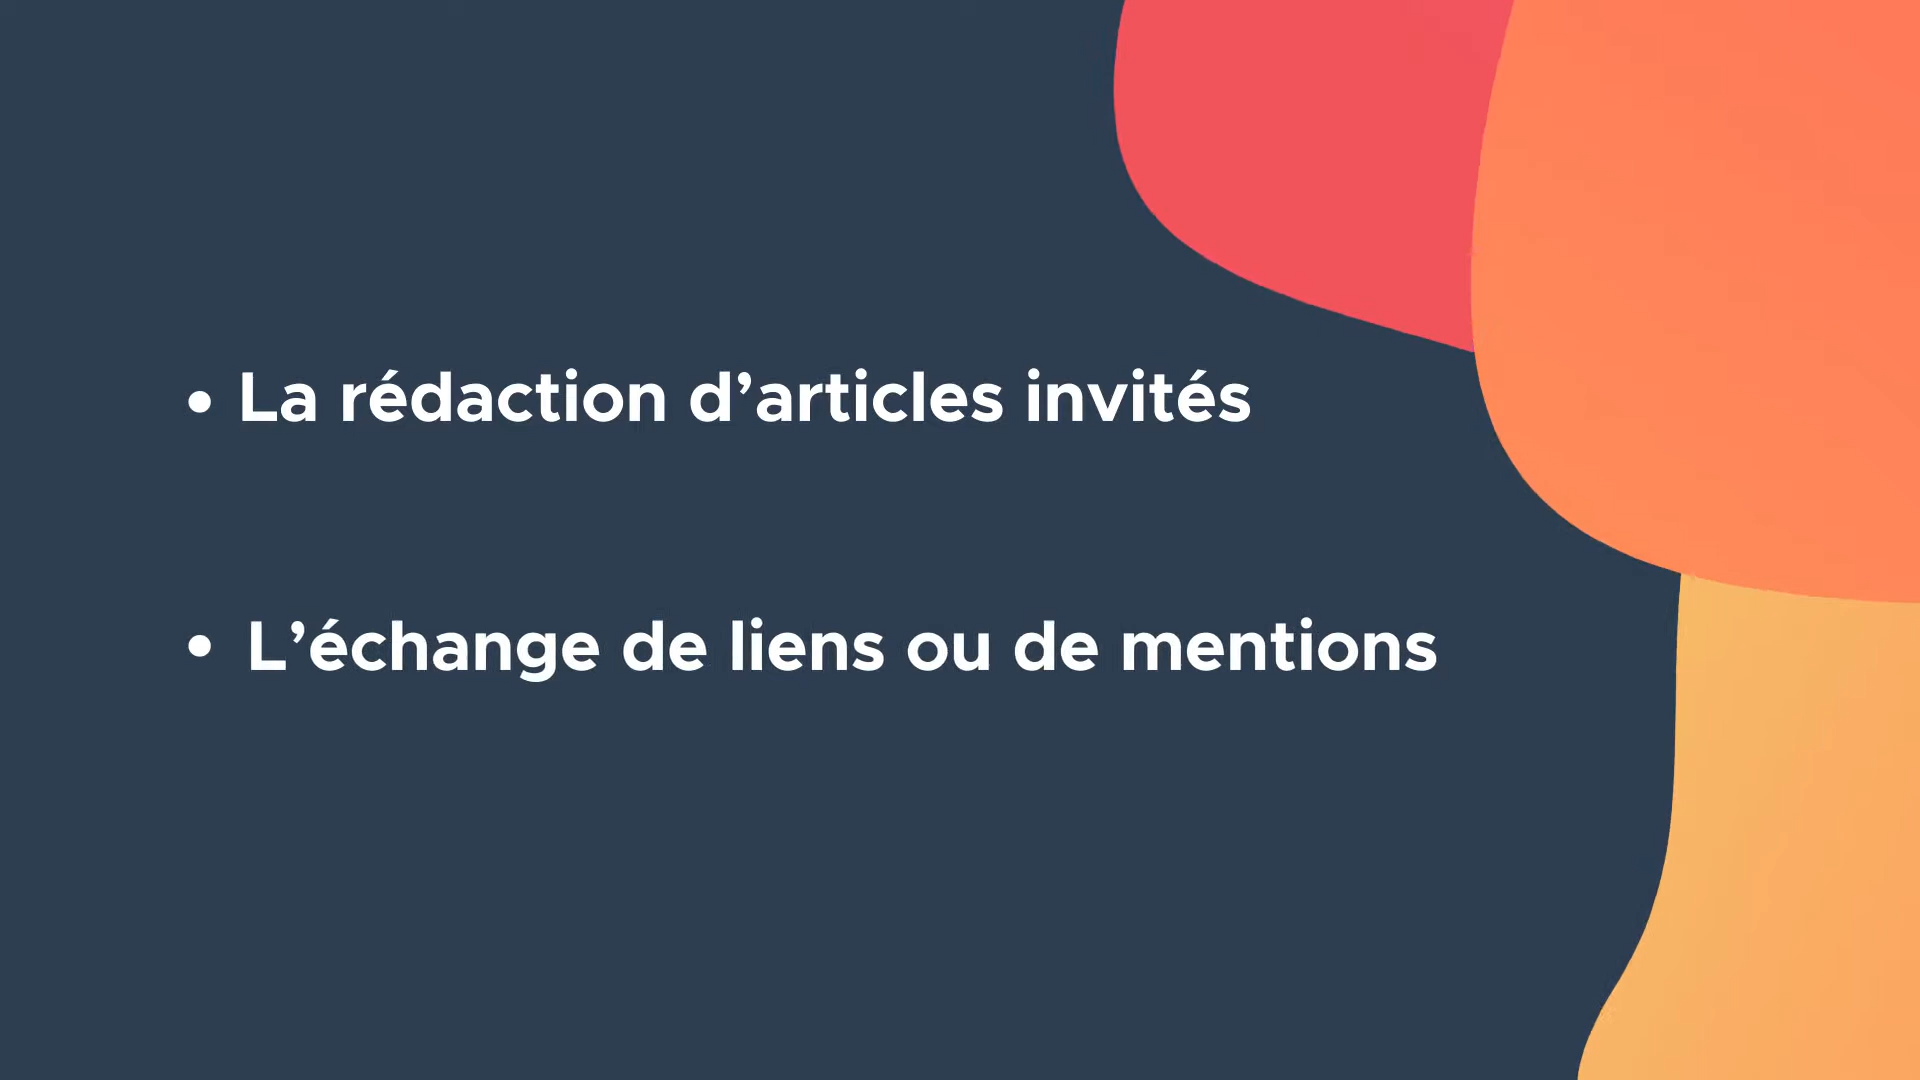 • La rédaction d’articles invités
• L’échange de liens ou de mentions